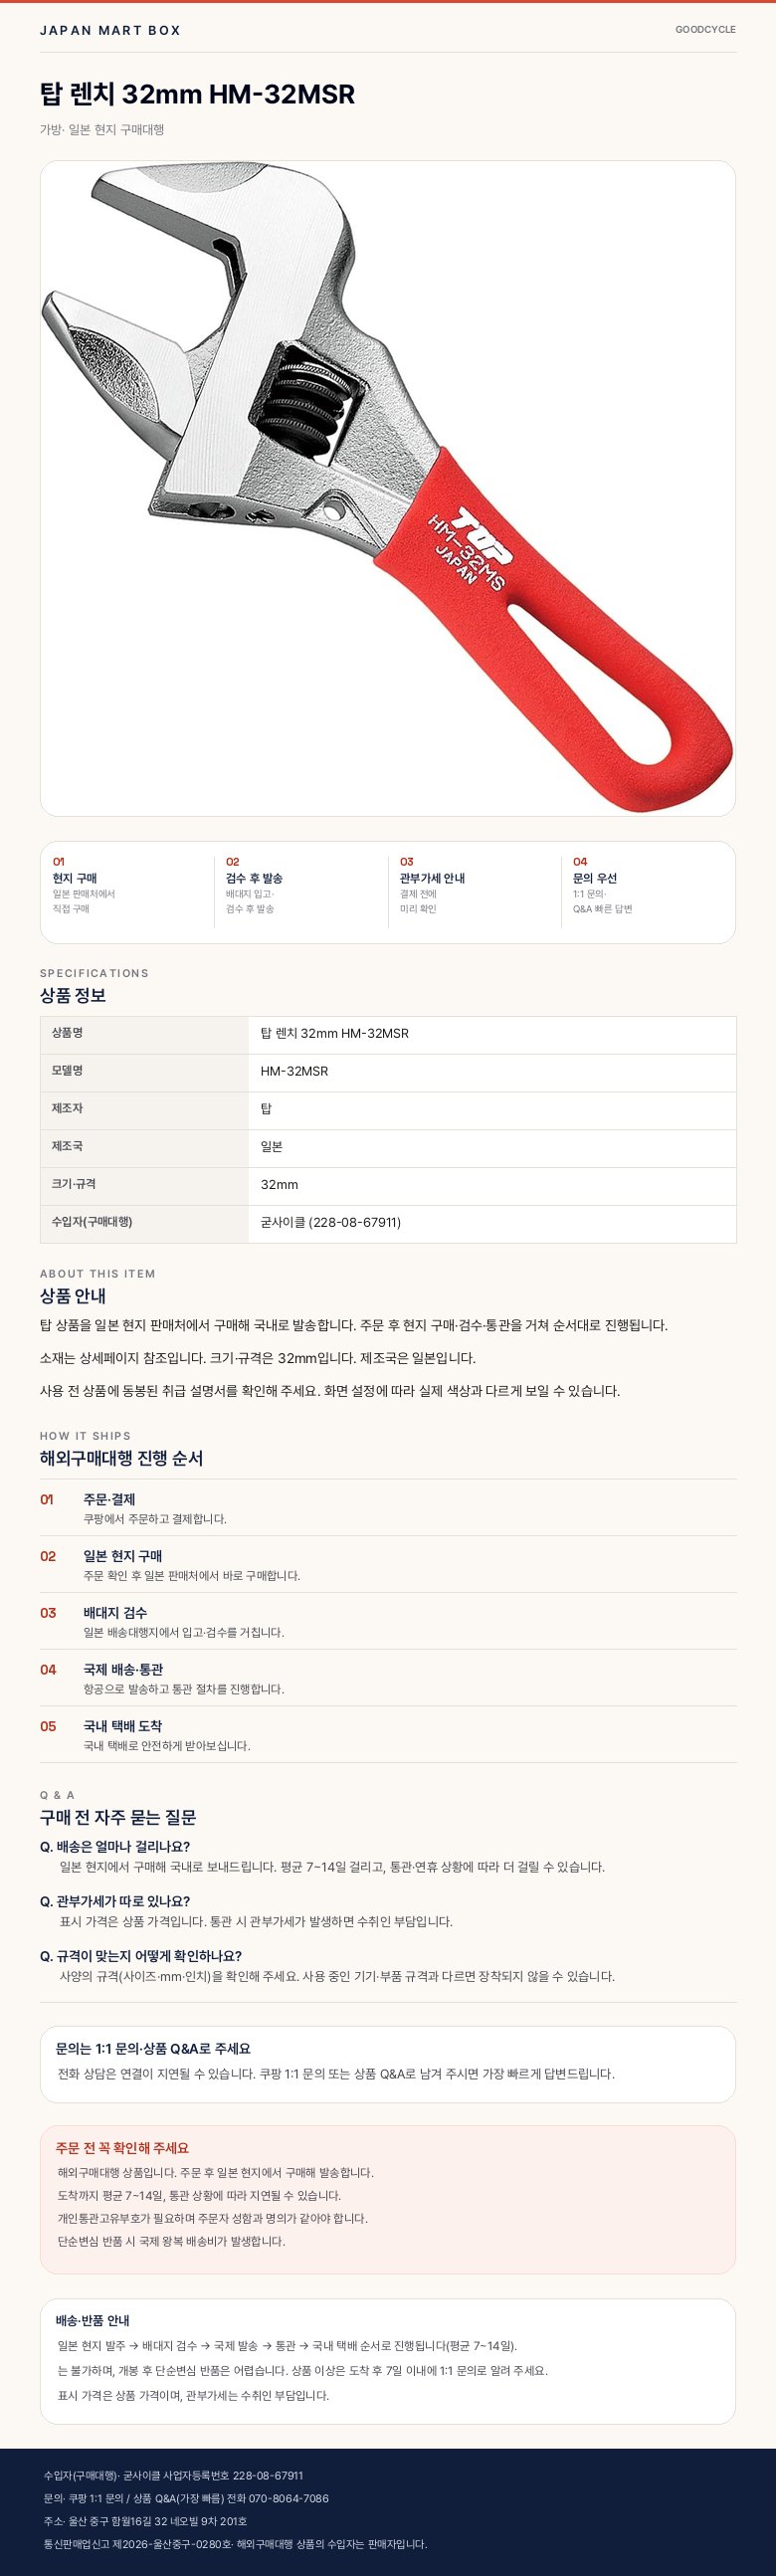 JAPAN MART BOX
GOODCYCLE
탑 렌치 32mm HM-32MSR
가방· 일본 현지 구매대행
TOP
HM-32MS
JAPAN
01
현지 구매
일본 판매처에서
직접 구매
02
검수 후 발송
배대지 입고·
검수 후 발송
03
관부가세 안내
결제 전에
미리 확인
04
문의 우선
1:1 문의·
Q&A 빠른 답변
SPECIFICATIONS
상품 정보
상품명 탑 렌치 32mm HM-32MSR
모델명 HM-32MSR
제조자 탑
제조국 일본
크기·규격 32mm
수입자(구매대행) 굳사이클 (228-08-67911)
ABOUT THIS ITEM
상품 안내
탑 상품을 일본 현지 판매처에서 구매해 국내로 발송합니다. 주문 후 현지 구매·검수·통관을 거쳐 순서대로 진행됩니다.
소재는 상세페이지 참조입니다. 크기·규격은 32mm입니다. 제조국은 일본입니다.
사용 전 상품에 동봉된 취급 설명서를 확인해 주세요. 화면 설정에 따라 실제 색상과 다르게 보일 수 있습니다.
HOW IT SHIPS
해외구매대행 진행 순서
01 주문·결제
쿠팡에서 주문하고 결제합니다.
02 일본 현지 구매
주문 확인 후 일본 판매처에서 바로 구매합니다.
03 배대지 검수
일본 배송대행지에서 입고·검수를 거칩니다.
04 국제 배송·통관
항공으로 발송하고 통관 절차를 진행합니다.
05 국내 택배 도착
국내 택배로 안전하게 받아보십니다.
Q & A
구매 전 자주 묻는 질문
Q. 배송은 얼마나 걸리나요?
일본 현지에서 구매해 국내로 보내드립니다. 평균 7~14일 걸리고, 통관·연휴 상황에 따라 더 걸릴 수 있습니다.
Q. 관부가세가 따로 있나요?
표시 가격은 상품 가격입니다. 통관 시 관부가세가 발생하면 수취인 부담입니다.
Q. 규격이 맞는지 어떻게 확인하나요?
사양의 규격(사이즈·mm·인치)을 확인해 주세요. 사용 중인 기기·부품 규격과 다르면 장착되지 않을 수 있습니다.
문의는 1:1 문의·상품 Q&A로 주세요
전화 상담은 연결이 지연될 수 있습니다. 쿠팡 1:1 문의 또는 상품 Q&A로 남겨 주시면 가장 빠르게 답변드립니다.
주문 전 꼭 확인해 주세요
해외구매대행 상품입니다. 주문 후 일본 현지에서 구매해 발송합니다.
도착까지 평균 7~14일, 통관 상황에 따라 지연될 수 있습니다.
개인통관고유부호가 필요하며 주문자 성함과 명의가 같아야 합니다.
단순변심 반품 시 국제 왕복 배송비가 발생합니다.
배송·반품 안내
일본 현지 발주 → 배대지 검수 → 국제 발송 → 통관 → 국내 택배 순서로 진행됩니다(평균 7~14일).
는 불가하며, 개봉 후 단순변심 반품은 어렵습니다. 상품 이상은 도착 후 7일 이내에 1:1 문의로 알려 주세요.
표시 가격은 상품 가격이며, 관부가세는 수취인 부담입니다.
수입자(구매대행)· 굳사이클 사업자등록번호 228-08-67911
문의· 쿠팡 1:1 문의 / 상품 Q&A(가장 빠름) 전화 070-8064-7086
주소· 울산 중구 함월16길 32 네오빌 9차 201호
통신판매업신고 제2026-울산중구-0280호· 해외구매대행 상품의 수입자는 판매자입니다.